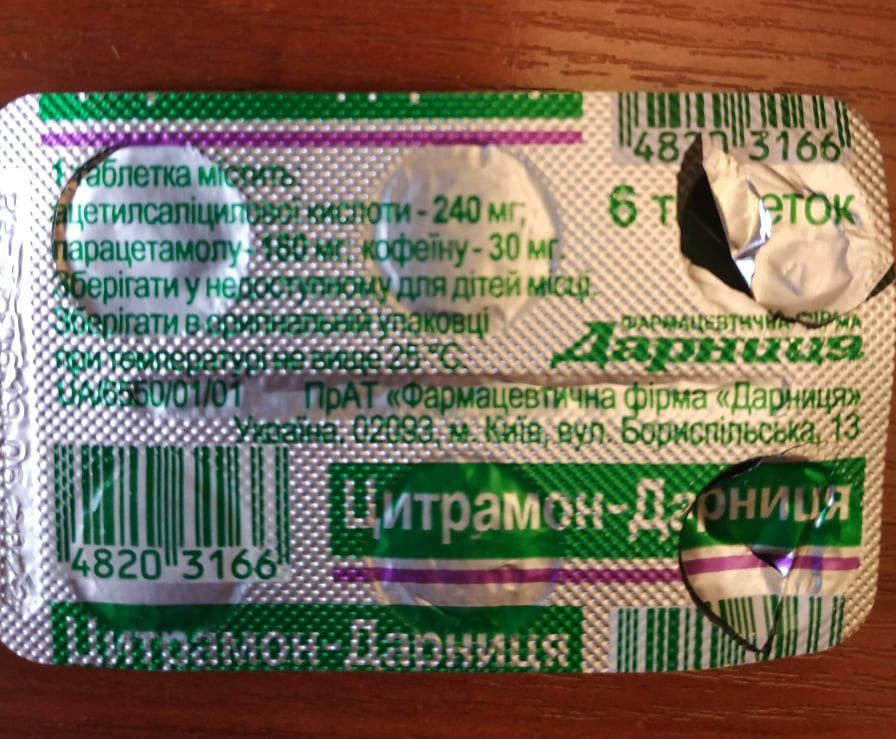 4820 3166
1 таблетка містить:
ацетилсаліцилової кислоти - 240 мг;
6 таблеток
парацетамолу - 180 мг; кофеїну - 30 мг.
Зберігати у недоступному для дітей місці.
Зберігати в оригінальній упаковці
ФАРМАЦЕВТИЧНА ФІРМА
Дарниця
при температурі не вище 25 °С.
UA/6550/01/01 ПрАТ «Фармацевтична фірма «Дарниця»
Україна, 02093, м. Київ, вул. Бориспільська, 13
Цитрамон-Дарниця
4820 3166
Цитрамон-Дарниця